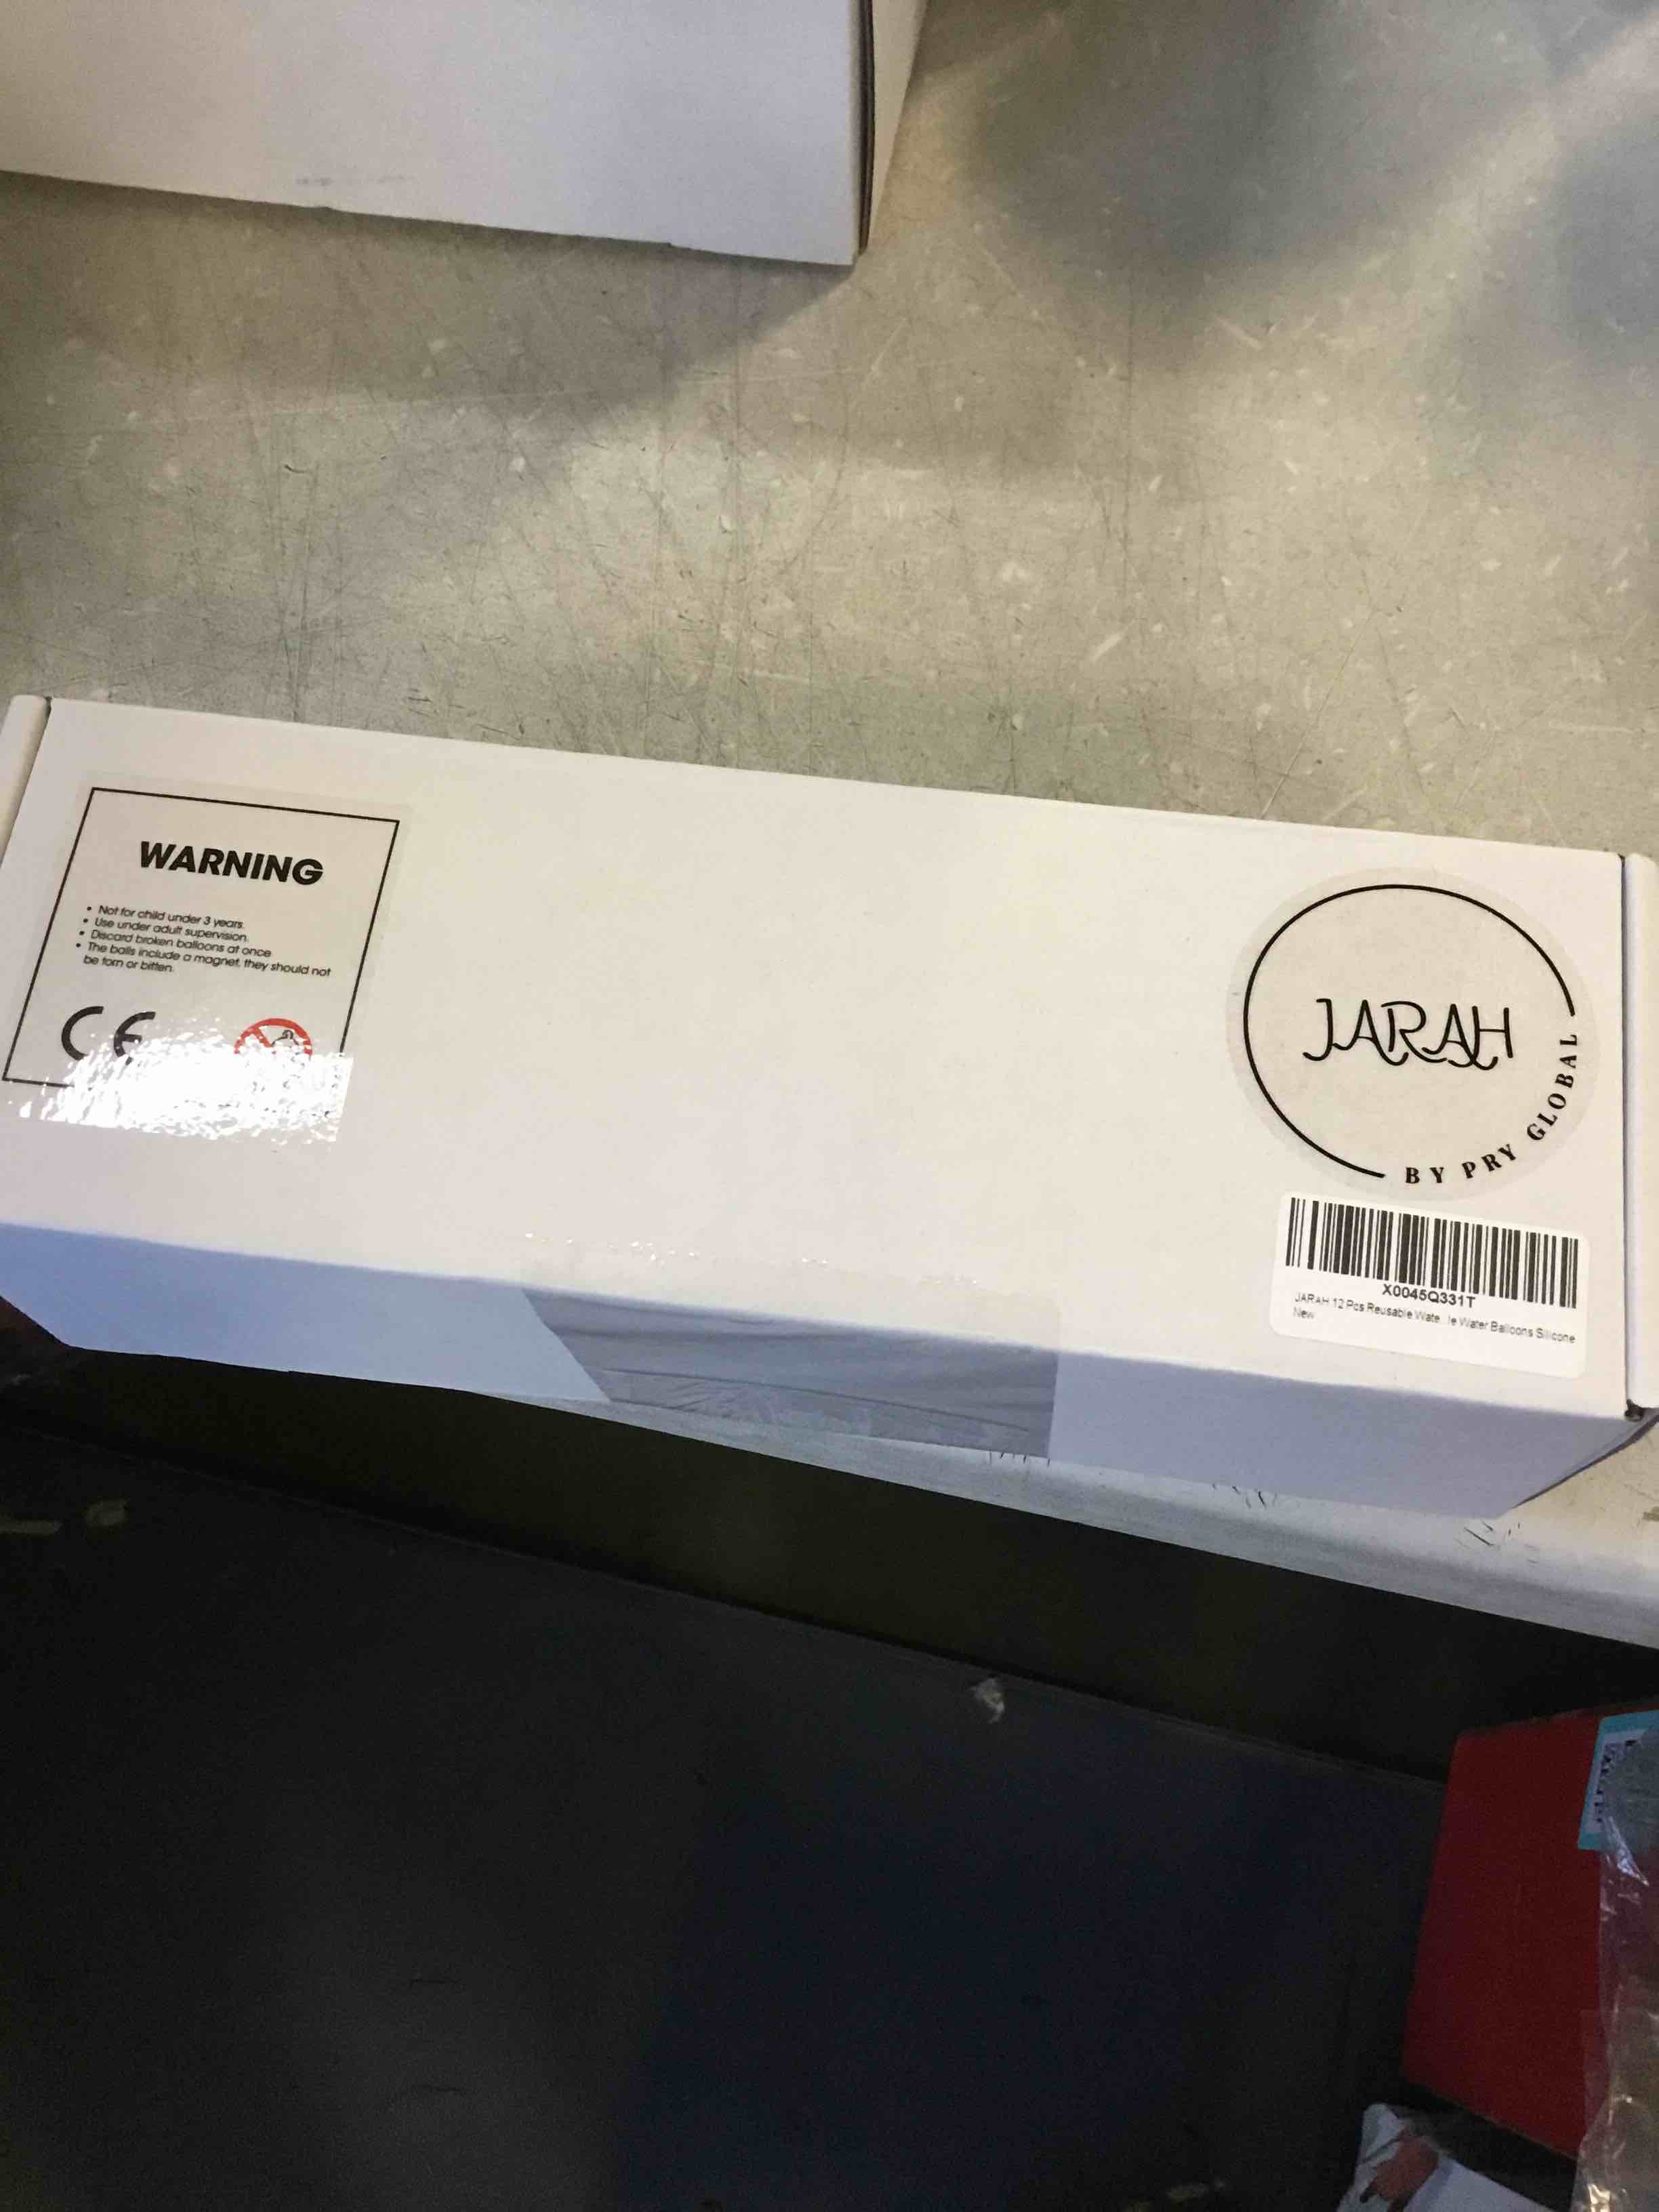 WARNING
• Not for child under 3 years.
• Use under adult supervision.
• Discard broken balloons at once
• The balls include a magnet, they should not
be torn or bitten.
CE
JARAH
BY PRY GLOBAL
X0045Q331T
JARAH 12 Pcs Reusable Wate...le Water Balloons Silicone
New